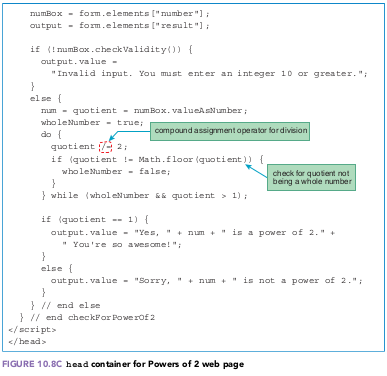 numBox = form.elements["number"];
output = form.elements["result"];
if (!numBox.checkValidity()) {
output.value =
"Invalid input. You must enter an integer 10 or greater.";
}
else {
num = quotient = numBox.valueAsNumber;
wholeNumber = true;
do {
compound assignment operator for division
quotient /= 2;
if (quotient != Math.floor(quotient)) {
wholeNumber = false;
check for quotient not
being a whole number
}
} while (wholeNumber && quotient > 1);
if (quotient == 1) {
output.value = "Yes, " + num + " is a power of 2." +
" You're so awesome!";
}
else {
output.value = "Sorry, " + num + " is not a power of 2.";
}
} // end else
} // end checkForPowerOf2
</script>
</head>
FIGURE 10.8C head container for Powers of 2 web page